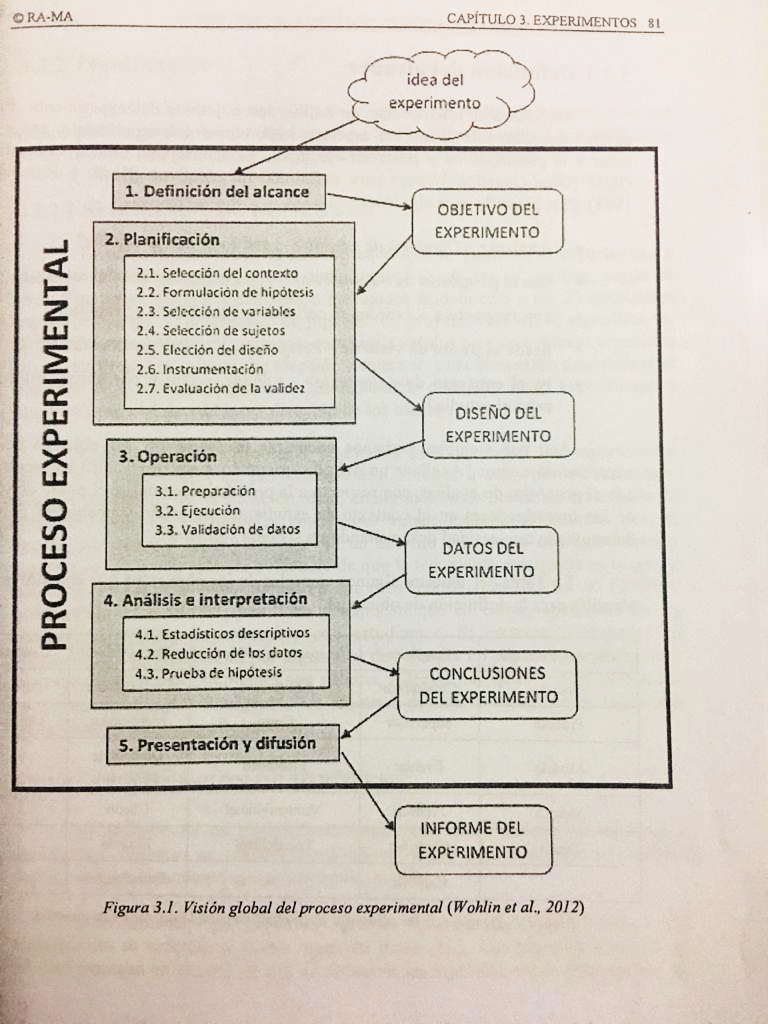 © RA-MA
CAPÍTULO 3. EXPERIMENTOS 81
idea del
experimento
PROCESO EXPERIMENTAL
1. Definición del alcance
OBJETIVO DEL
EXPERIMENTO
2. Planificación
2.1. Selección del contexto
2.2. Formulación de hipótesis
2.3. Selección de variables
2.4. Selección de sujetos
2.5. Elección del diseño
2.6. Instrumentación
2.7. Evaluación de la validez
DISEÑO DEL
EXPERIMENTO
3. Operación
3.1. Preparación
3.2. Ejecución
3.3. Validación de datos
DATOS DEL
EXPERIMENTO
4. Análisis e interpretación
4.1. Estadísticos descriptivos
4.2. Reducción de los datos
4.3. Prueba de hipótesis
CONCLUSIONES
DEL EXPERIMENTO
5. Presentación y difusión
INFORME DEL
EXPERIMENTO
Figura 3.1. Visión global del proceso experimental (Wohlin et al., 2012)